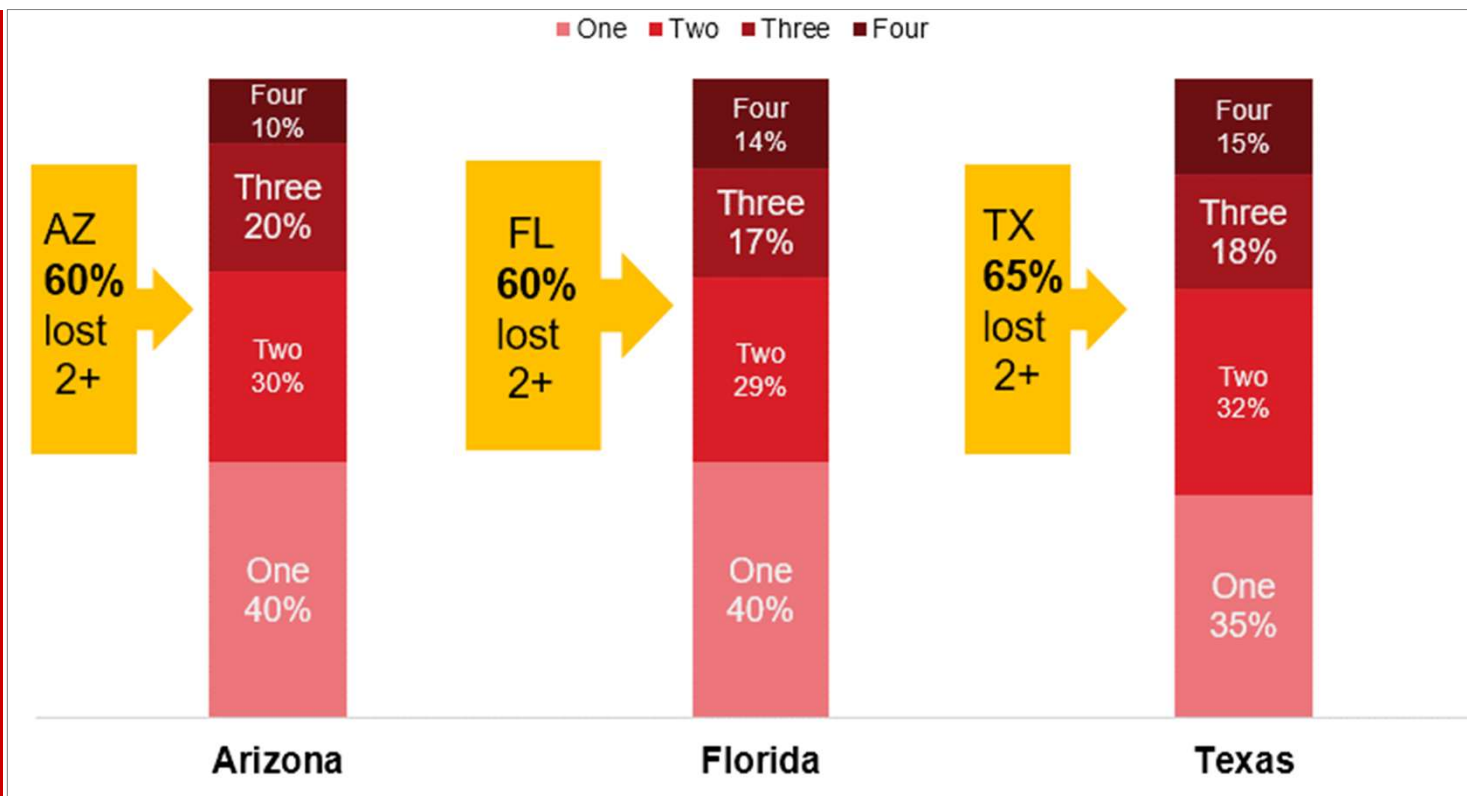 One Two Three Four
AZ
60%
lost
2+
Four
10%
Three
20%
Two
30%
One
40%
FL
60%
lost
2+
Four
14%
Three
17%
Two
29%
One
40%
TX
65%
lost
2+
Four
15%
Three
18%
Two
32%
One
35%
Arizona
Florida
Texas